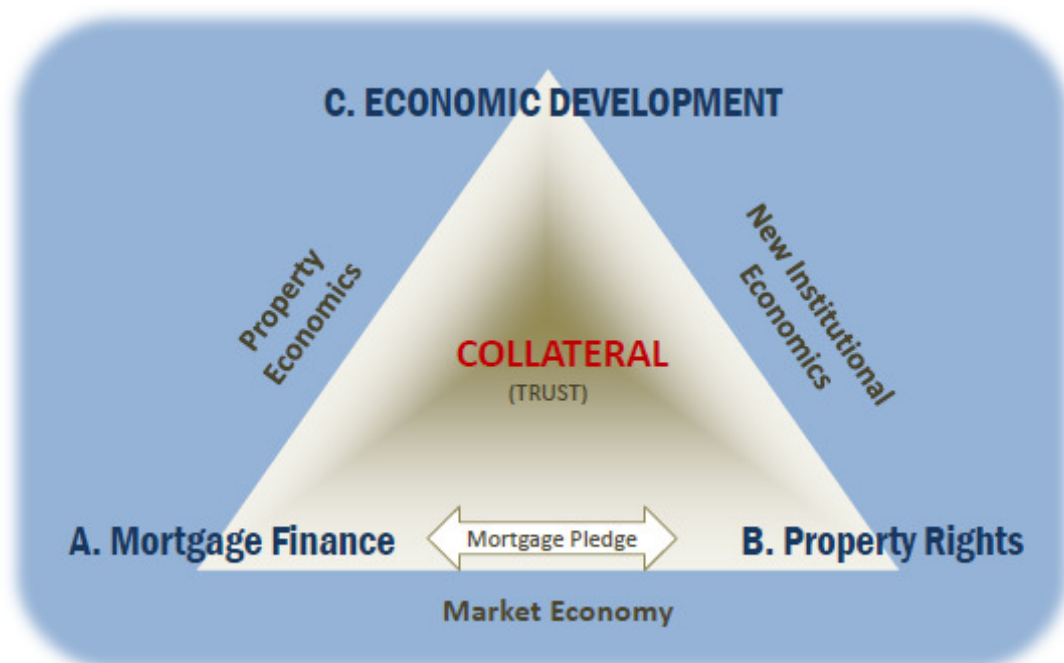 C. ECONOMIC DEVELOPMENT
Property
Economics
New Institutional
Economics
COLLATERAL
(TRUST)
A. Mortgage Finance
Mortgage Pledge
B. Property Rights
Market Economy